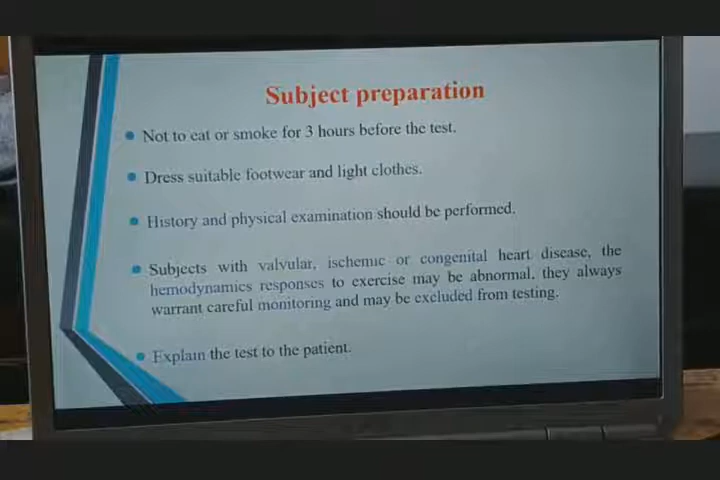 Subject preparation
Not to eat or smoke for 3 hours before the test.
Dress suitable footwear and light clothes.
History and physical examination should be performed.
Subjects with valvular, ischemic or congenital heart disease, the
hemodynamics responses to exercise may be abnormal, they always
warrant careful monitoring and may be excluded from testing.
Explain the test to the patient.